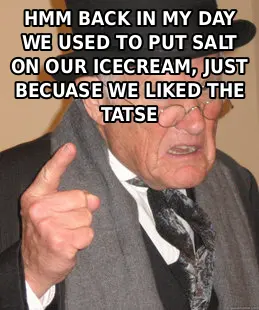 HMM BACK IN MY DAY
WE USED TO PUT SALT
ON OUR ICECREAM, JUST
BECUASE WE LIKED THE
TATSE